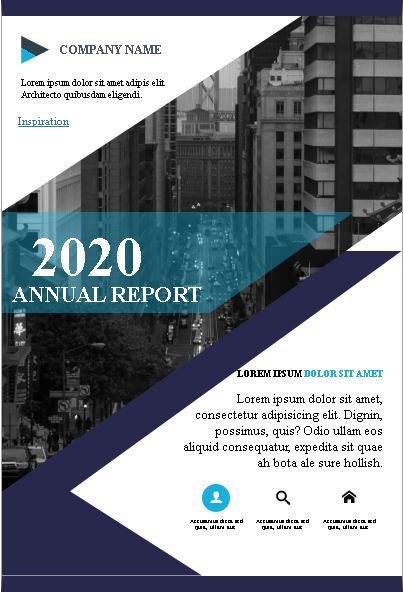 COMPANY NAME
Lorem ipsum dolor sit amet adipis elit
Architecto quibusdam eligendi.
Inspiration
2020
ANNUAL REPORT
LOREM IPSUM DOLOR SIT AMET
Lorem ipsum dolor sit amet,
consectetur adipisicing elit. Dignin,
possimus, quis? Odio ullam eos
aliquid consequatur, expedita sit quae
ah bota ale sure hollish.